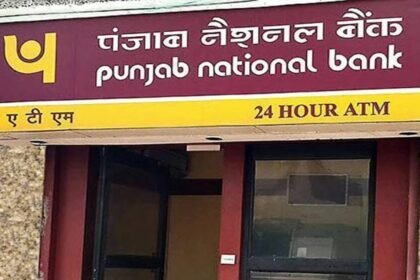 पंजाब नैशनल बैंक
punjab national bank
ए टी एम 24 HOUR ATM